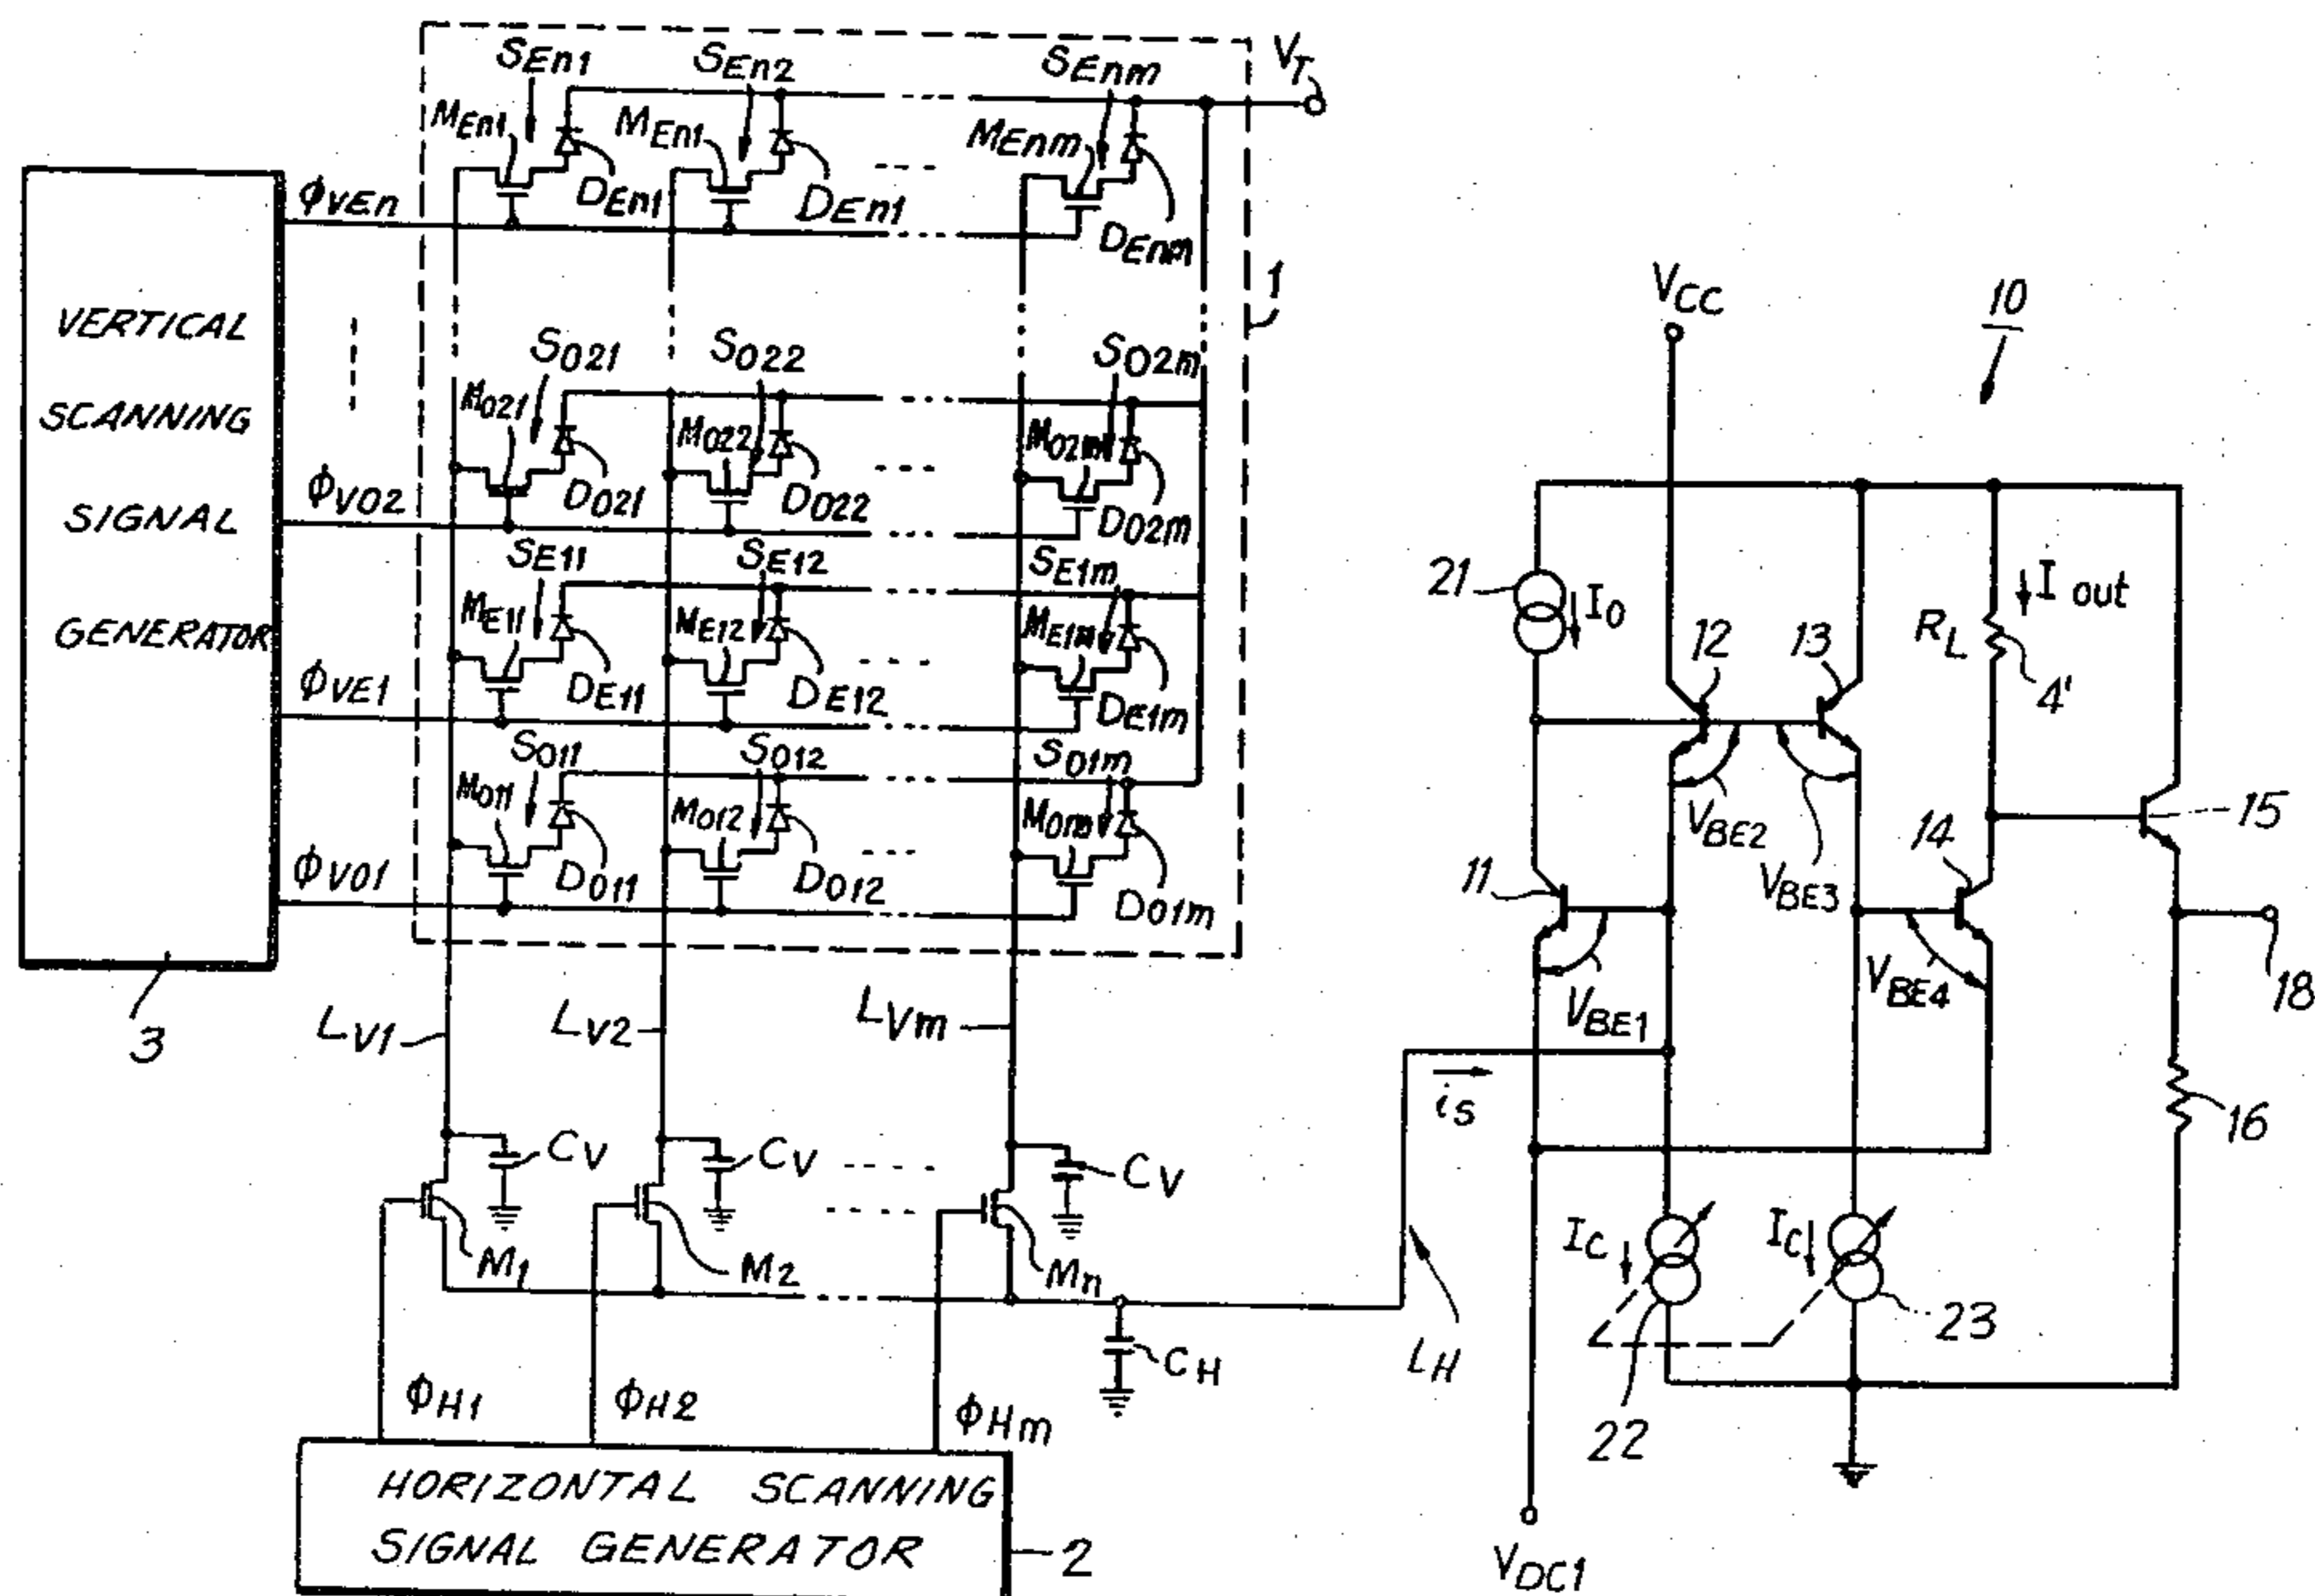 SEn1
SEn2
SEnm
VT
MEn1
MEn1
MEnm
DEn1
DEn1
DEnm
φVEn
1
VERTICAL
SCANNING
SIGNAL
GENERATOR
3
SO21
SO22
SO2m
MO21
MO22
MO2m
DO21
DO22
DO2m
φVO2
SE11
SE12
SE1m
ME11
ME12
ME1m
DE11
DE12
DE1m
φVE1
SO11
SO12
SO1m
MO11
MO12
MO1m
DO11
DO12
DO1m
φVO1
LV1
LV2
LVm
CV
CV
CV
M1
M2
Mn
CH
LH
is
φH1
φH2
φHm
HORIZONTAL SCANNING
SIGNAL GENERATOR
2
VCC
10
21
IO
12
13
RL
Iout
4'
VBE2
VBE3
11
14
15
VBE1
VBE4
18
16
IC
IC
22
23
VDC1